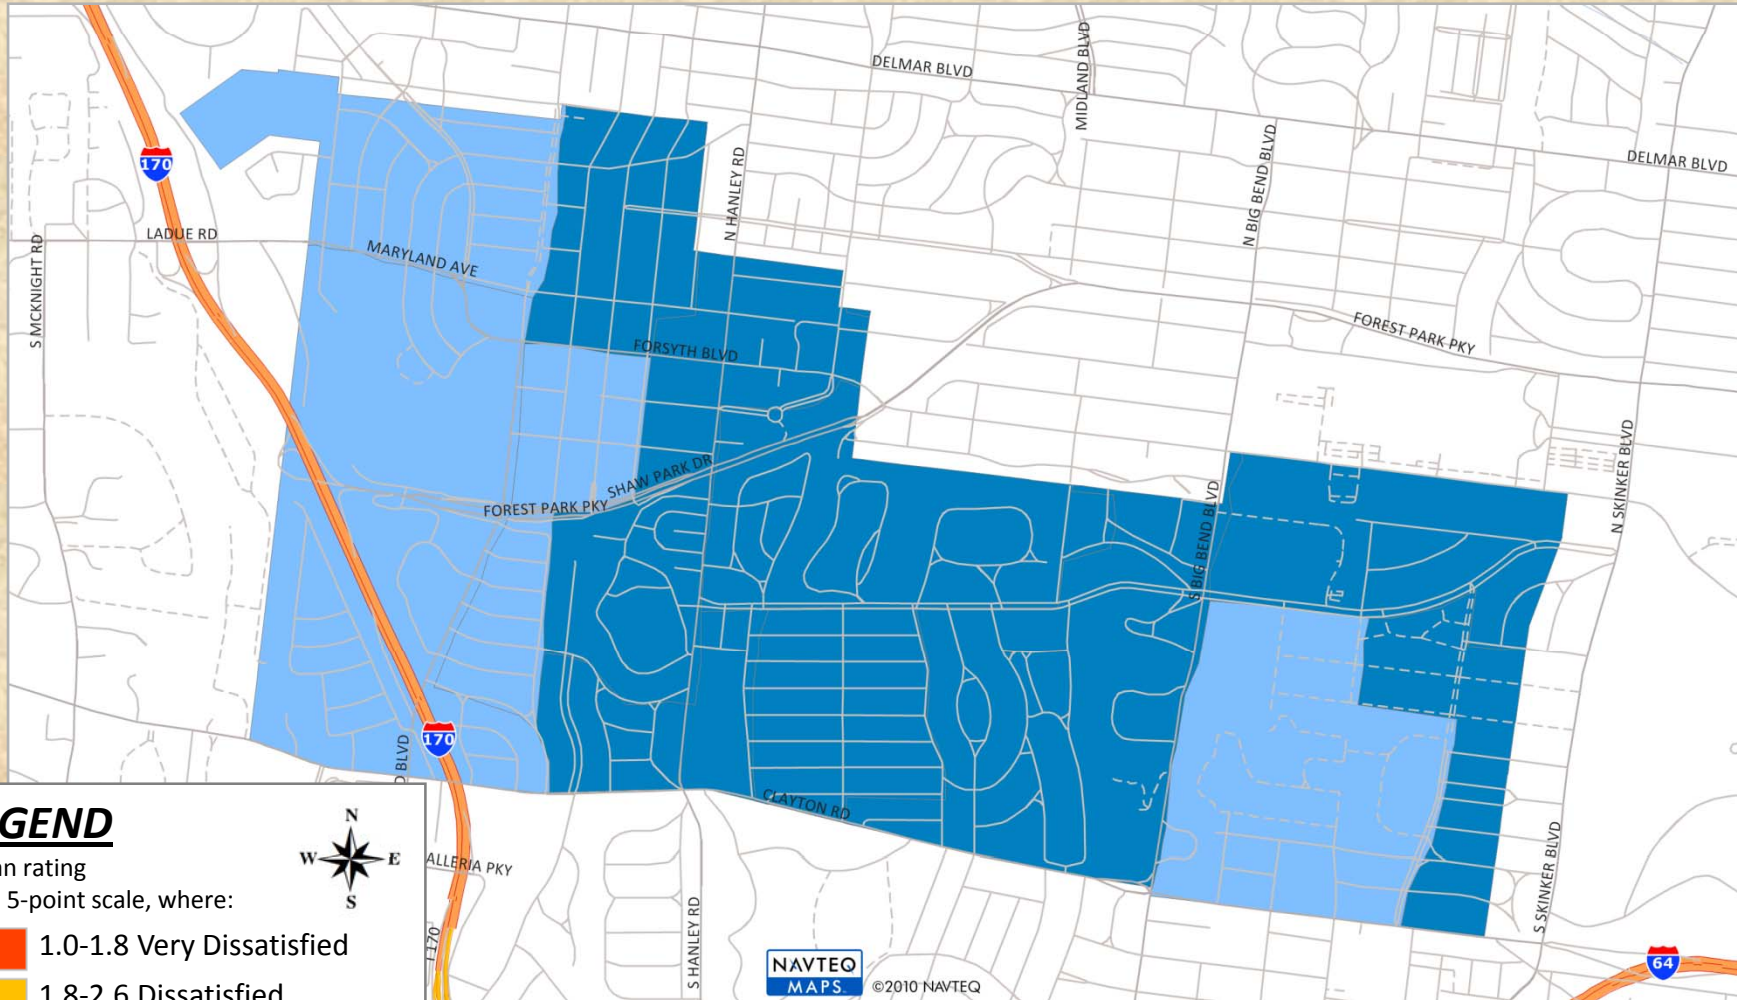 DELMAR BLVD
MIDLAND BLVD
DELMAR BLVD
170
N HANLEY RD
N BIG BEND BLVD
LADUE RD
S MCKNIGHT RD
MARYLAND AVE
FORSYTH BLVD
FOREST PARK PKY
SHAW PARK DR
FOREST PARK PKY
N SKINKER BLVD
S BIG BEND BLVD
170
D BLVD
CLAYTON RD
GEND
N
W E
S
an rating
5-point scale, where:
1.0-1.8 Very Dissatisfied
1.8-2.6 Dissatisfied
ALLERIA PKY
I 170
S HANLEY RD
S SKINKER BLVD
64
NAVTEQ
MAPS
©2010 NAVTEQ